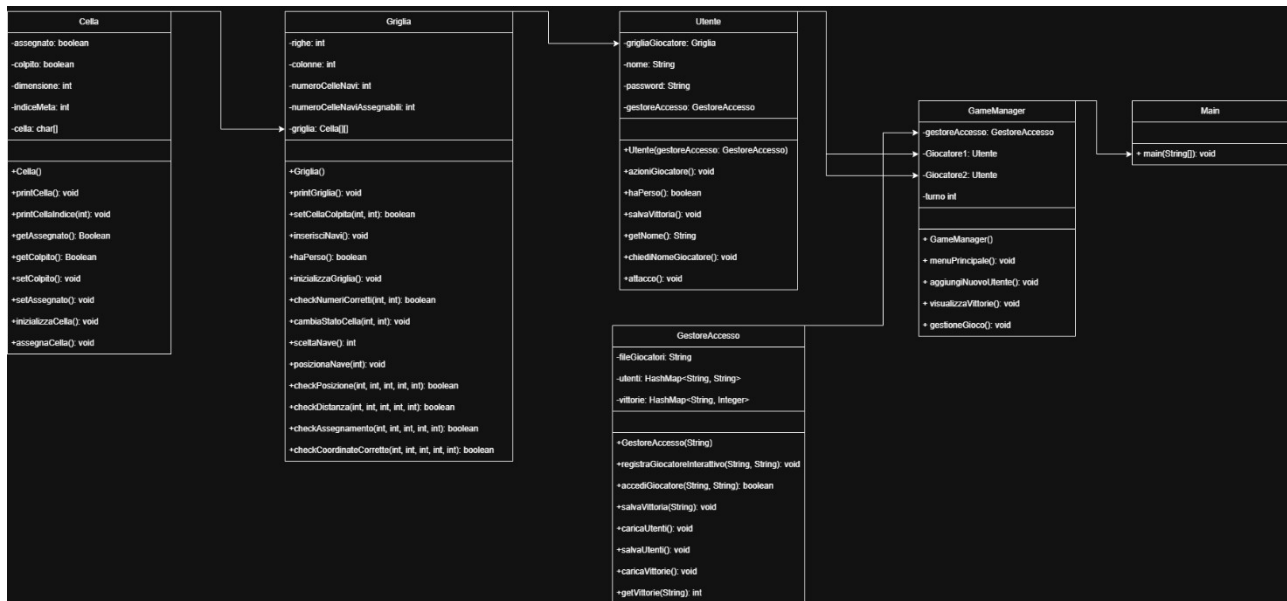 Cella
-assegnato: boolean
-colpito: boolean
-dimensione: int
-indiceMeta: int
-cella: char[]
+Cella()
+printCella(): void
+printCellaIndice(int): void
+getAssegnato(): Boolean
+getColpito(): Boolean
+setColpito(): void
+setAssegnato(): void
+inizializzaCella(): void
+assegnaCella(): void
Griglia
-righe: int
-colonne: int
-numeroCelleNavi: int
-numeroCelleNaviAssegnabili: int
-griglia: Cella[][]
+Griglia()
+printGriglia(): void
+setCellaColpita(int, int): boolean
+inserisciNavi(): void
+haPerso(): boolean
+inizializzaGriglia(): void
+checkNumeriCorretti(int, int): boolean
+cambiaStatoCella(int, int): void
+sceltaNave(): int
+posizionaNave(int): void
+checkPosizione(int, int, int, int, int): boolean
+checkDistanza(int, int, int, int, int): boolean
+checkAssegnamento(int, int, int, int, int): boolean
+checkCoordinateCorrette(int, int, int, int, int): boolean
Utente
-grigliaGiocatore: Griglia
-nome: String
-password: String
-gestoreAccesso: GestoreAccesso
+Utente(gestoreAccesso: GestoreAccesso)
+azioniGiocatore(): void
+haPerso(): boolean
+salvaVittoria(): void
+getNome(): String
+chiediNomeGiocatore(): void
+attacco(): void
GestoreAccesso
-fileGiocatori: String
-utenti: HashMap<String, String>
-vittorie: HashMap<String, Integer>
+GestoreAccesso(String)
+registraGiocatoreInterattivo(String, String): void
+accediGiocatore(String, String): boolean
+salvaVittoria(String): void
+caricaUtenti(): void
+salvaUtenti(): void
+caricaVittorie(): void
+getVittorie(String): int
GameManager
-gestoreAccesso: GestoreAccesso
-Giocatore1: Utente
-Giocatore2: Utente
-turno int
+ GameManager()
+ menuPrincipale(): void
+ aggiungiNuovoUtente(): void
+ visualizzaVittorie(): void
+ gestioneGioco(): void
Main
+ main(String[]): void